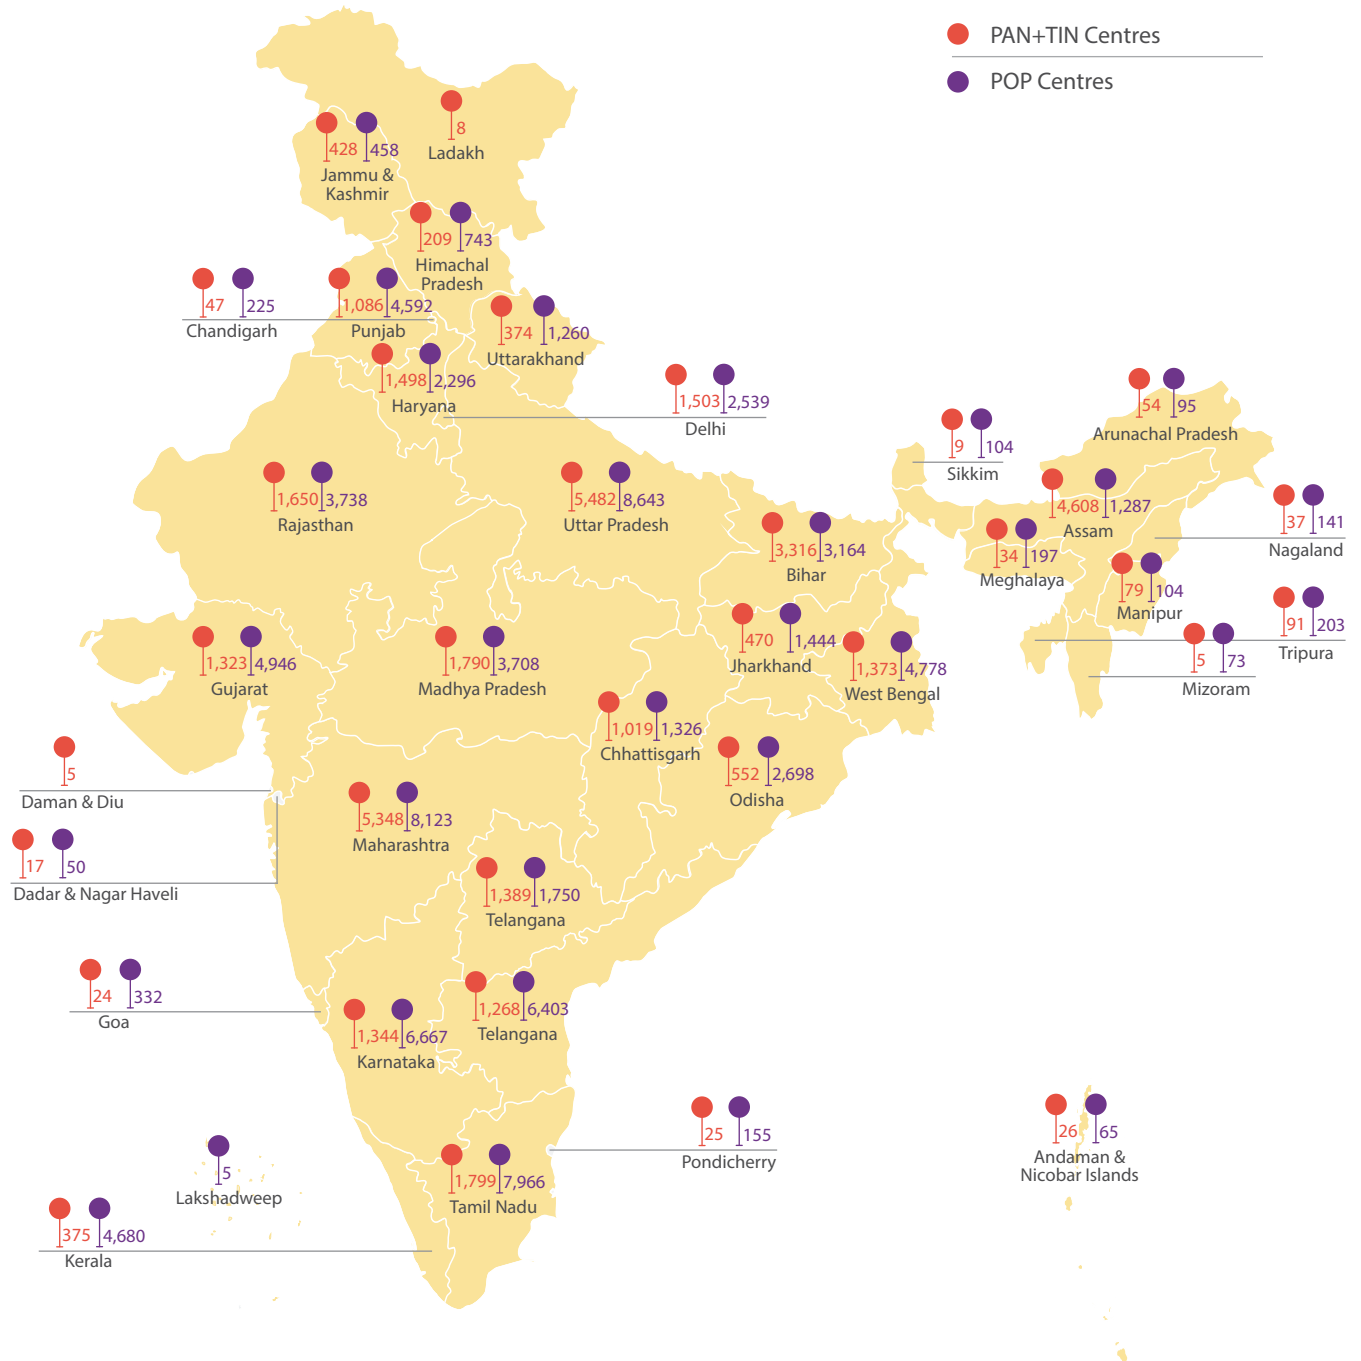 PAN+TIN Centres
POP Centres
8
Ladakh
428 458
Jammu &
Kashmir
209 743
Himachal
Pradesh
47 225
Chandigarh
1,086 4,592
Punjab
374 1,260
Uttarakhand
1,498 2,296
Haryana
1,503 2,539
Delhi
54 95
Arunachal Pradesh
9 104
Sikkim
1,650 3,738
Rajasthan
5,482 8,643
Uttar Pradesh
4,608 1,287
Assam
37 141
Nagaland
3,316 3,164
Bihar
34 197
Meghalaya
79 104
Manipur
91 203
Tripura
5 73
Mizoram
1,323 4,946
Gujarat
1,790 3,708
Madhya Pradesh
470 1,444
Jharkhand
1,373 4,778
West Bengal
1,019 1,326
Chhattisgarh
552 2,698
Odisha
5
Daman & Diu
5,348 8,123
Maharashtra
17 50
Dadar & Nagar Haveli
1,389 1,750
Telangana
24 332
Goa
1,268 6,403
Telangana
1,344 6,667
Karnataka
25 155
Pondicherry
26 65
Andaman &
Nicobar Islands
5
Lakshadweep
1,799 7,966
Tamil Nadu
375 4,680
Kerala